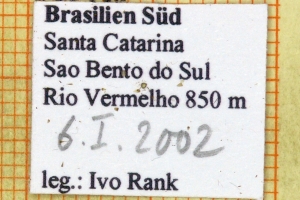 Brasilien Süd
Santa Catarina
Sao Bento do Sul
Rio Vermelho 850 m
6.I.2002
leg.: Ivo Rank